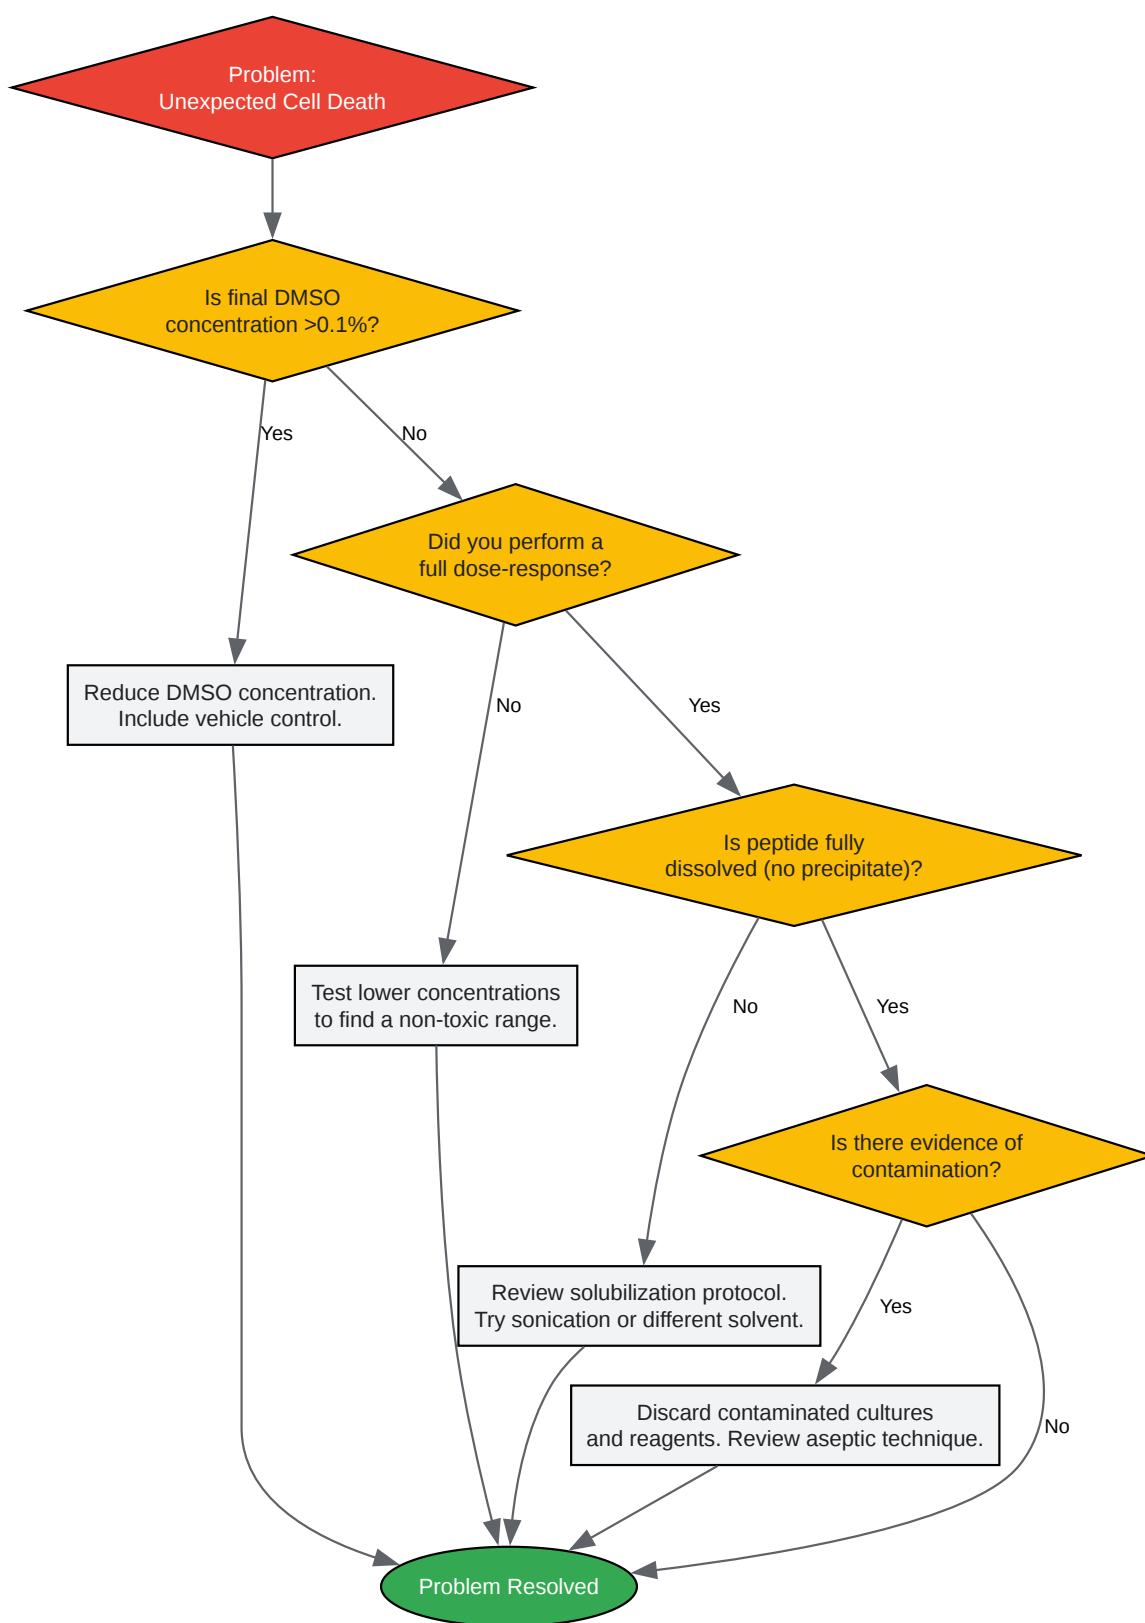 Problem:
Unexpected Cell Death
Is final DMSO
concentration >0.1%?
Yes
No
Did you perform a
full dose-response?
Reduce DMSO concentration.
Include vehicle control.
No
Yes
Is peptide fully
dissolved (no precipitate)?
Test lower concentrations
to find a non-toxic range.
No
Yes
Is there evidence of
contamination?
Review solubilization protocol.
Try sonication or different solvent.
Yes
Discard contaminated cultures
and reagents. Review aseptic technique.
No
Problem Resolved